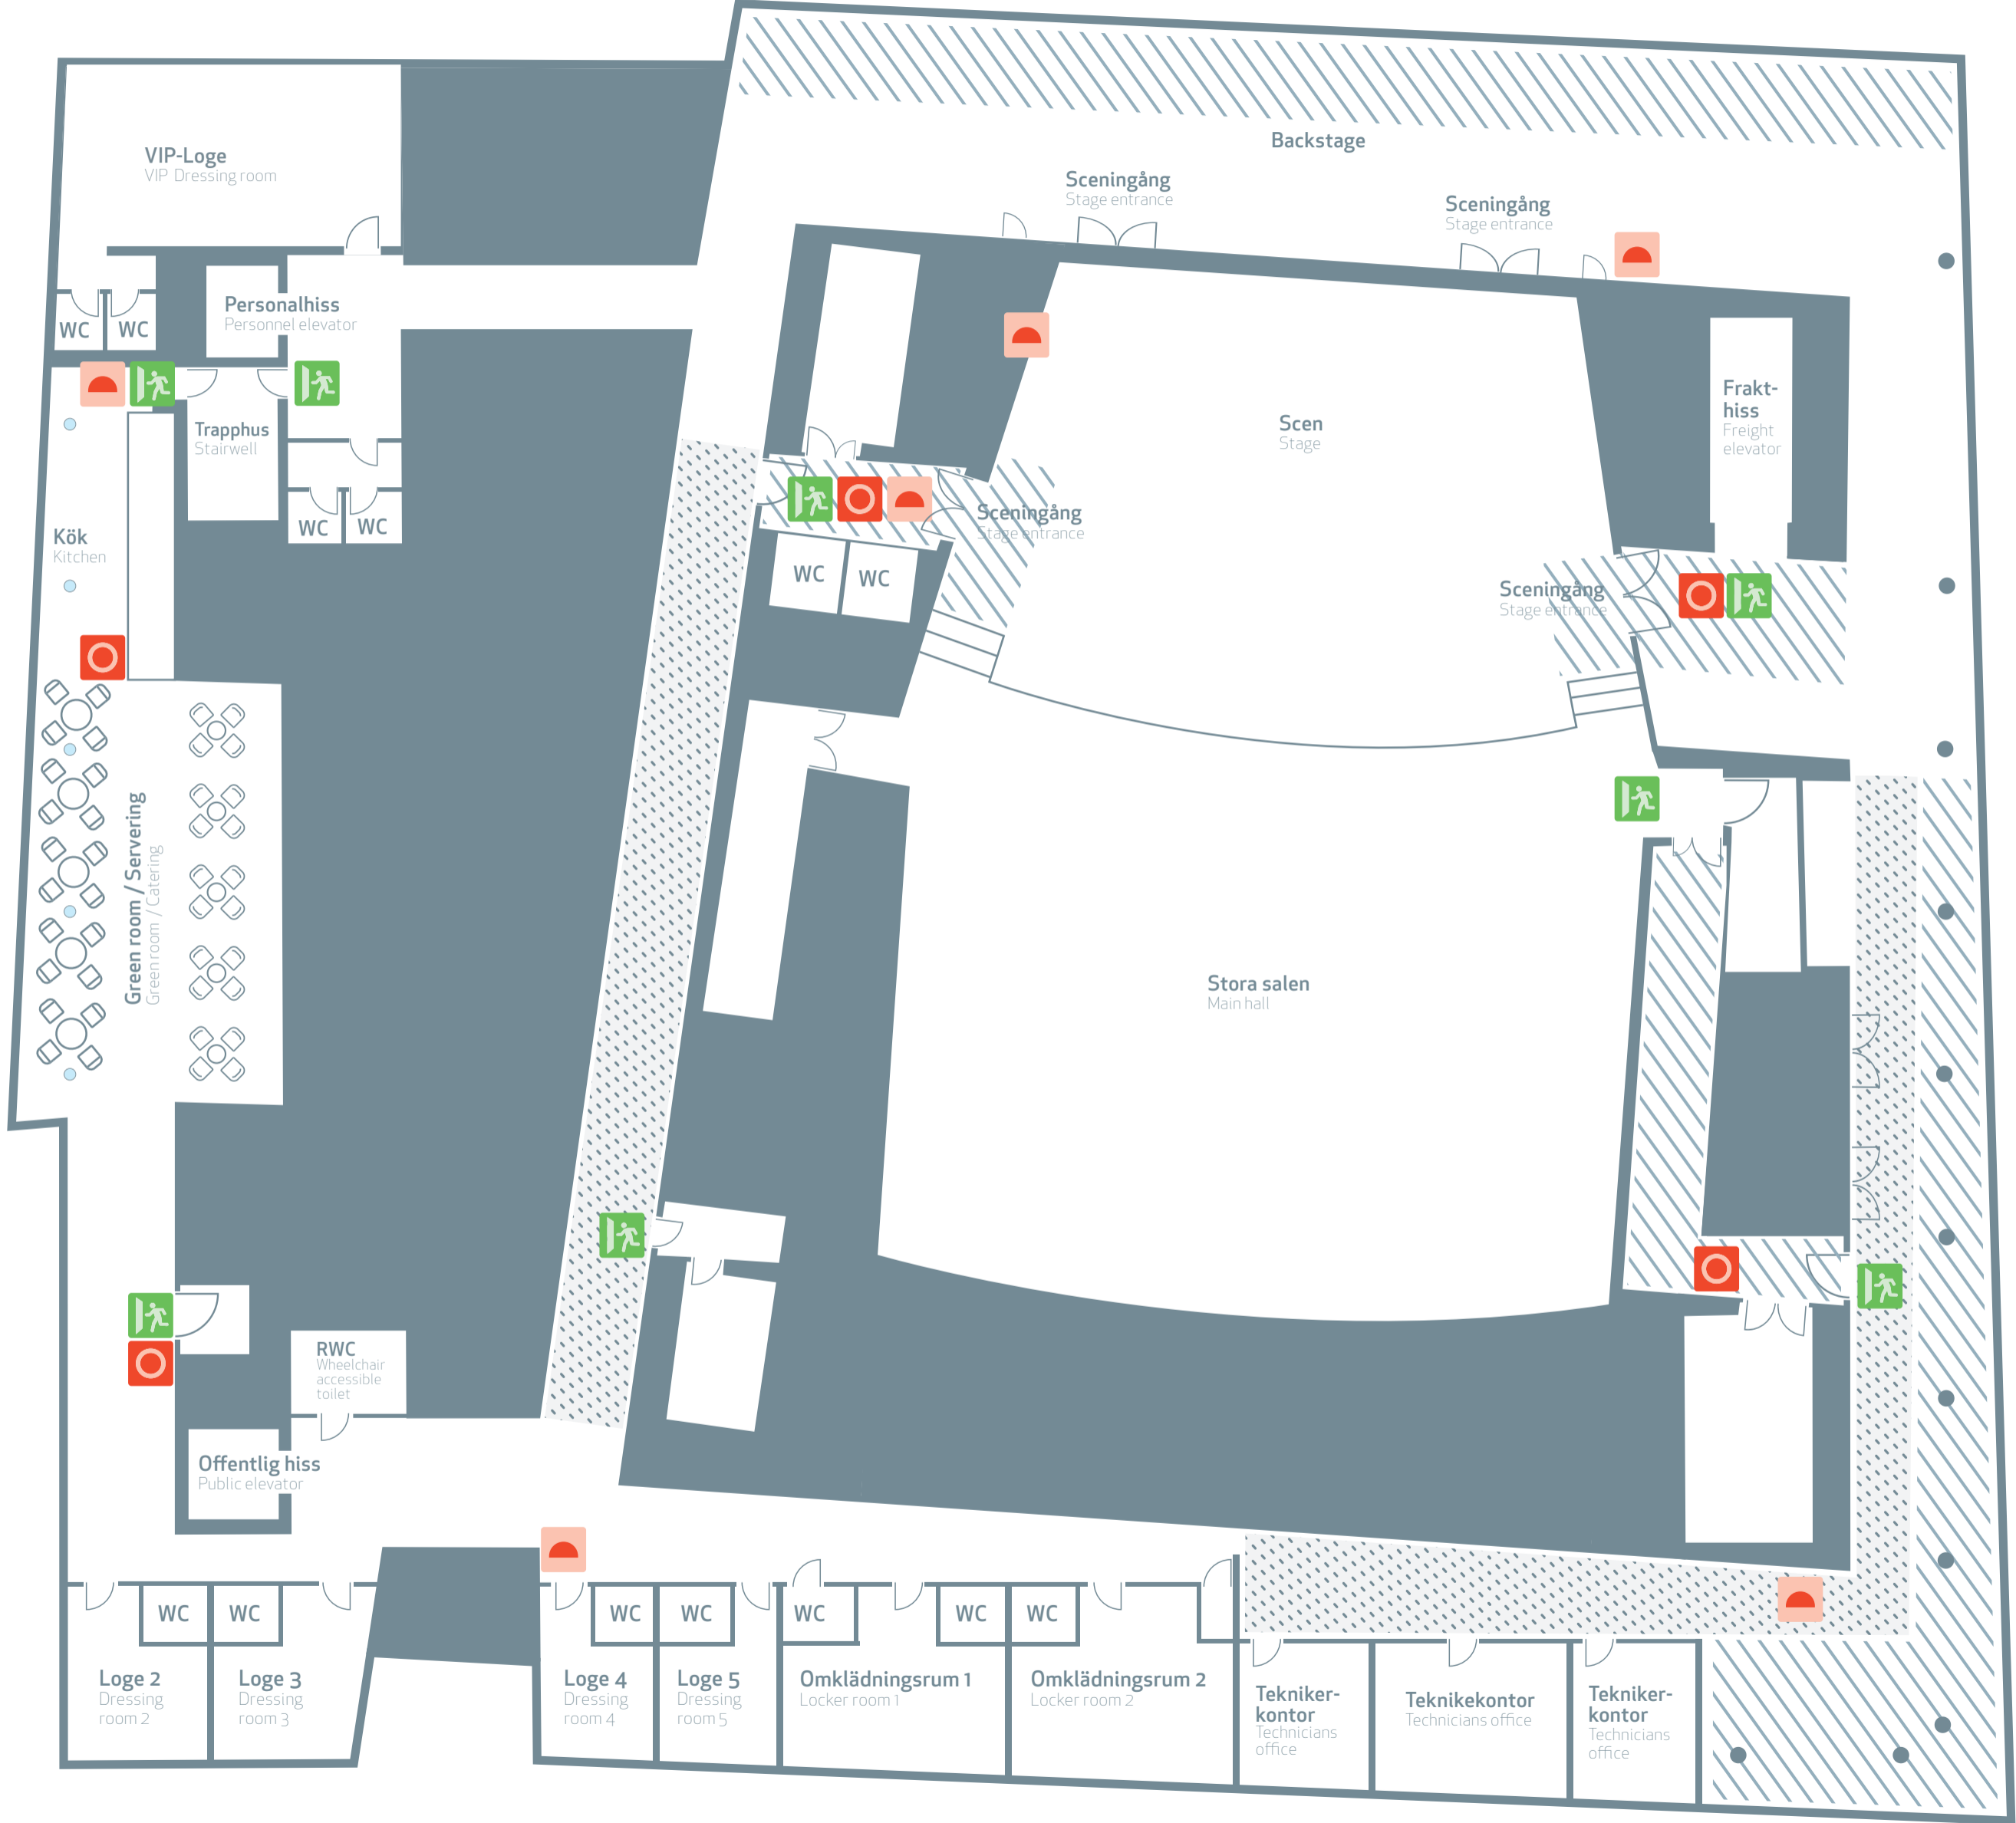 VIP-Loge
VIP Dressing room
Backstage
Sceningång
Stage entrance
Sceningång
Stage entrance
Personalhiss
Personnel elevator
WC
WC
Trapphus
Stairwell
WC
WC
Kök
Kitchen
Scen
Stage
Frakt-
hiss
Freight
elevator
Sceningång
Stage entrance
WC
WC
Sceningång
Stage entrance
Green room / Servering
Green room / Catering
Stora salen
Main hall
RWC
Wheelchair
accessible
toilet
Offentlig hiss
Public elevator
WC
WC
WC
WC
WC
WC
WC
Loge 2
Dressing
room 2
Loge 3
Dressing
room 3
Loge 4
Dressing
room 4
Loge 5
Dressing
room 5
Omklädningsrum 1
Locker room 1
Omklädningsrum 2
Locker room 2
Tekniker-
kontor
Technicians
office
Teknikekontor
Technicians office
Tekniker-
kontor
Technicians
office